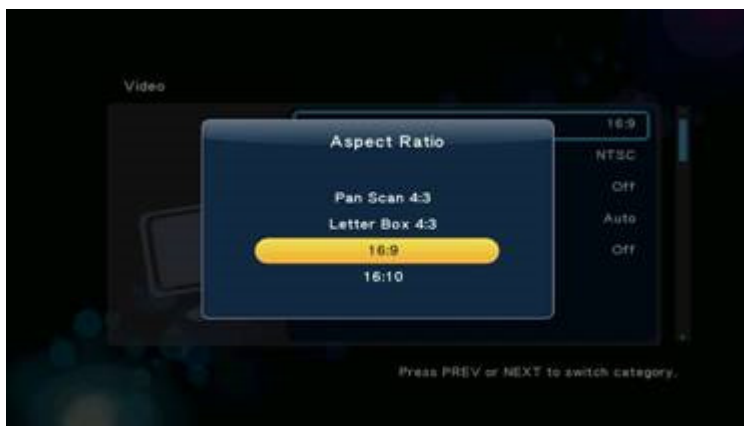 Video
16:9
Aspect Ratio
NTSC
Off
Pan Scan 4:3
Auto
Letter Box 4:3
Off
16:9
16:10
Press PREV or NEXT to switch category.